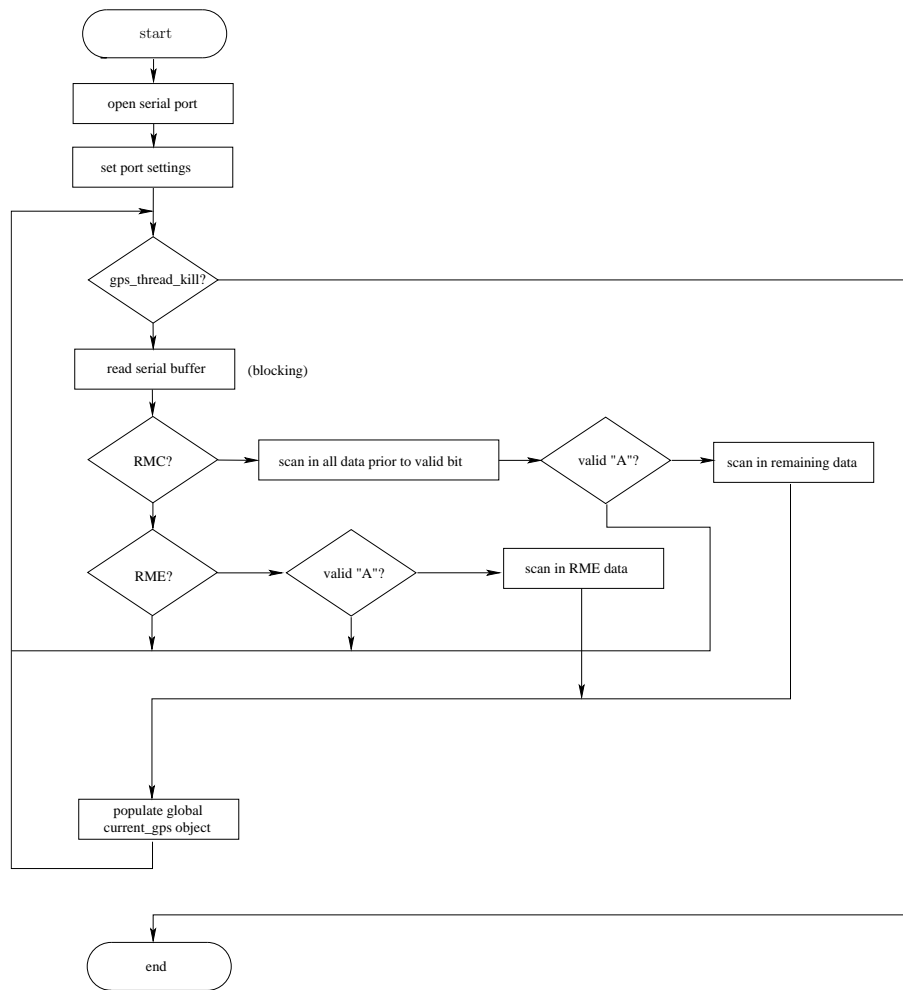 start
open serial port
set port settings
gps_thread_kill?
read serial buffer
(blocking)
RMC?
scan in all data prior to valid bit
valid "A"?
scan in remaining data
RME?
valid "A"?
scan in RME data
populate global
current_gps object
end